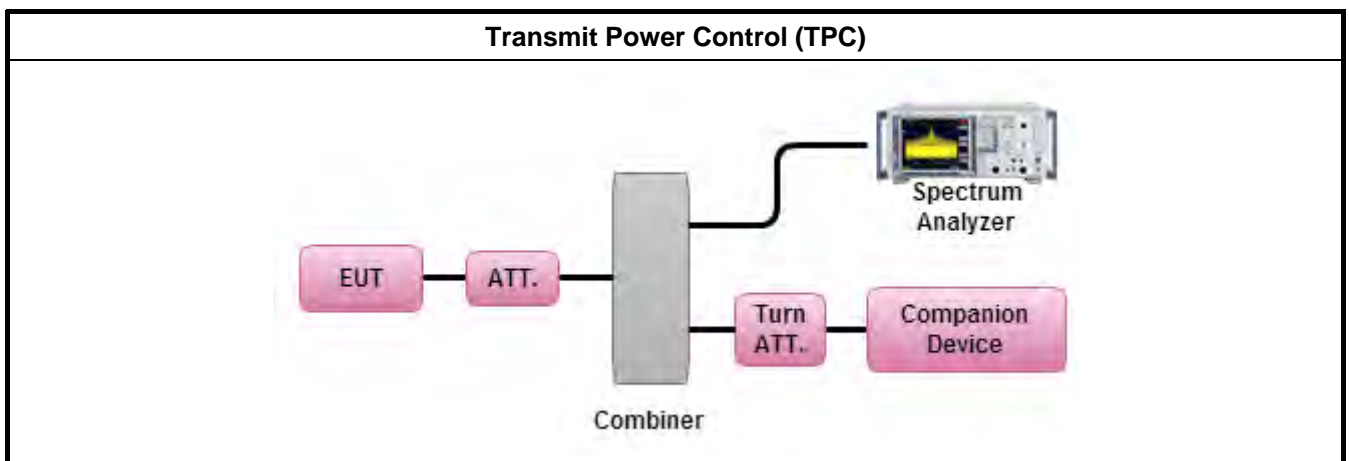 Transmit Power Control (TPC)
Spectrum
Analyzer
EUT
ATT.
Turn
ATT.
Companion
Device
Combiner